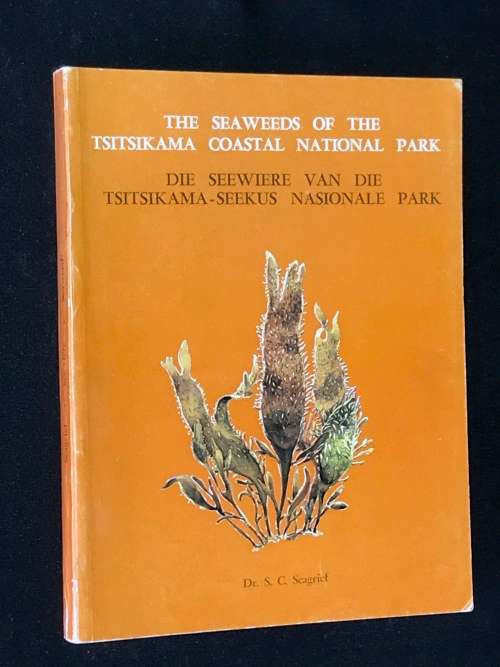 THE SEAWEEDS OF THE
TSITSIKAMA COASTAL NATIONAL PARK
DIE SEEWIERE VAN DIE
TSITSIKAMA-SEEKUS NASIONALE PARK
Dr. S. C. Seagrief